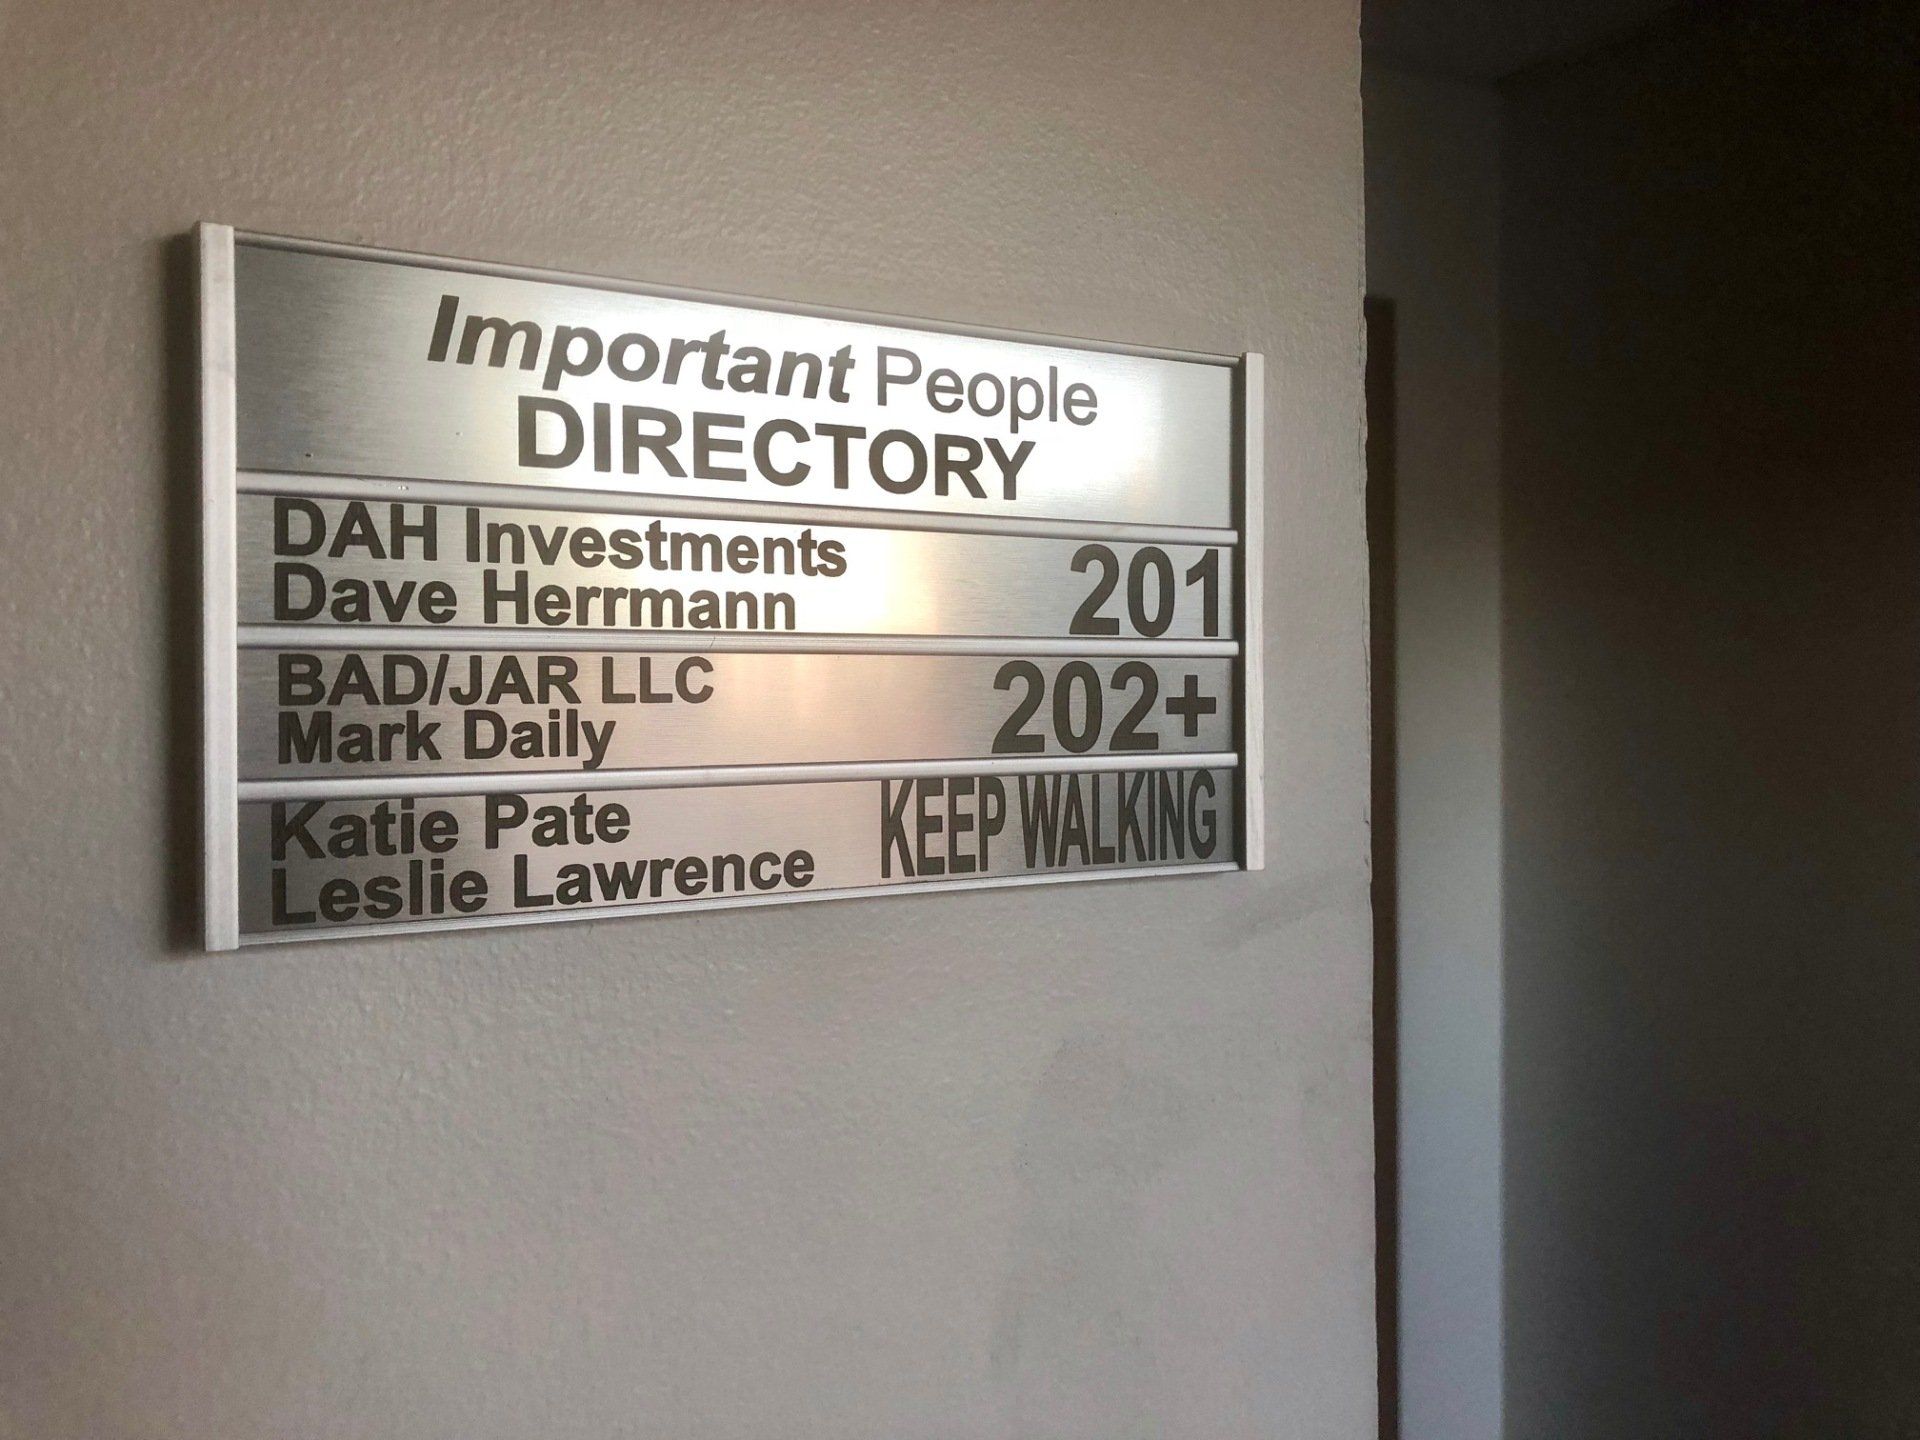 Important People
DIRECTORY
DAH Investments
Dave Herrmann
201
BAD/JAR LLC
Mark Daily
202+
Katie Pate
Leslie Lawrence
KEEP WALKING